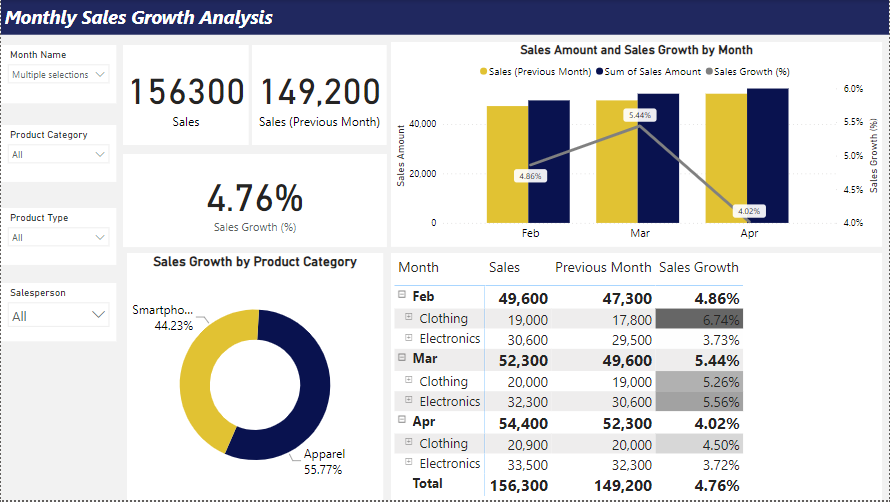 Monthly Sales Growth Analysis
Month Name
Multiple selections
Product Category
All
Product Type
All
Salesperson
All
156300
Sales
149,200
Sales (Previous Month)
4.76%
Sales Growth (%)
Sales Amount and Sales Growth by Month
Sales (Previous Month) Sum of Sales Amount Sales Growth (%)
Sales Amount
40,000
20,000
0
4.86%
5.44%
4.02%
Feb Mar Apr
6.0%
5.5%
5.0%
4.5%
4.0%
Sales Growth (%)
Sales Growth by Product Category
Smartpho...
44.23%
Apparel
55.77%
Month Sales Previous Month Sales Growth
Feb 49,600 47,300 4.86%
Clothing 19,000 17,800 6.74%
Electronics 30,600 29,500 3.73%
Mar 52,300 49,600 5.44%
Clothing 20,000 19,000 5.26%
Electronics 32,300 30,600 5.56%
Apr 54,400 52,300 4.02%
Clothing 20,900 20,000 4.50%
Electronics 33,500 32,300 3.72%
Total 156,300 149,200 4.76%